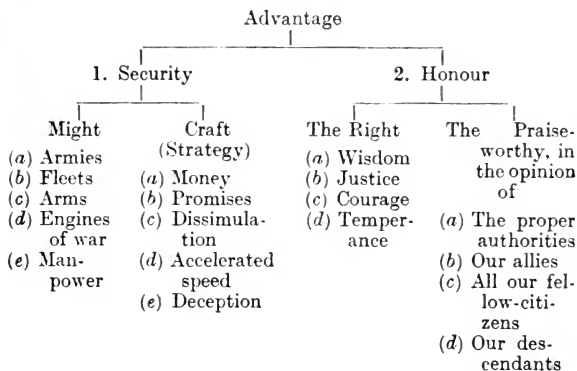 Advantage
1. Security
2. Honour
Might
(a) Armies
(b) Fleets
(c) Arms
(d) Engines
of war
(e) Man-
power
Craft
(Strategy)
(a) Money
(b) Promises
(c) Dissimula-
tion
(d) Accelerated
speed
(e) Deception
The Right
(a) Wisdom
(b) Justice
(c) Courage
(d) Temper-
ance
The Praise-
worthy, in
the opinion
of
(a) The proper
authorities
(b) Our allies
(c) All our fel-
low-citi-
zens
(d) Our des-
cendants